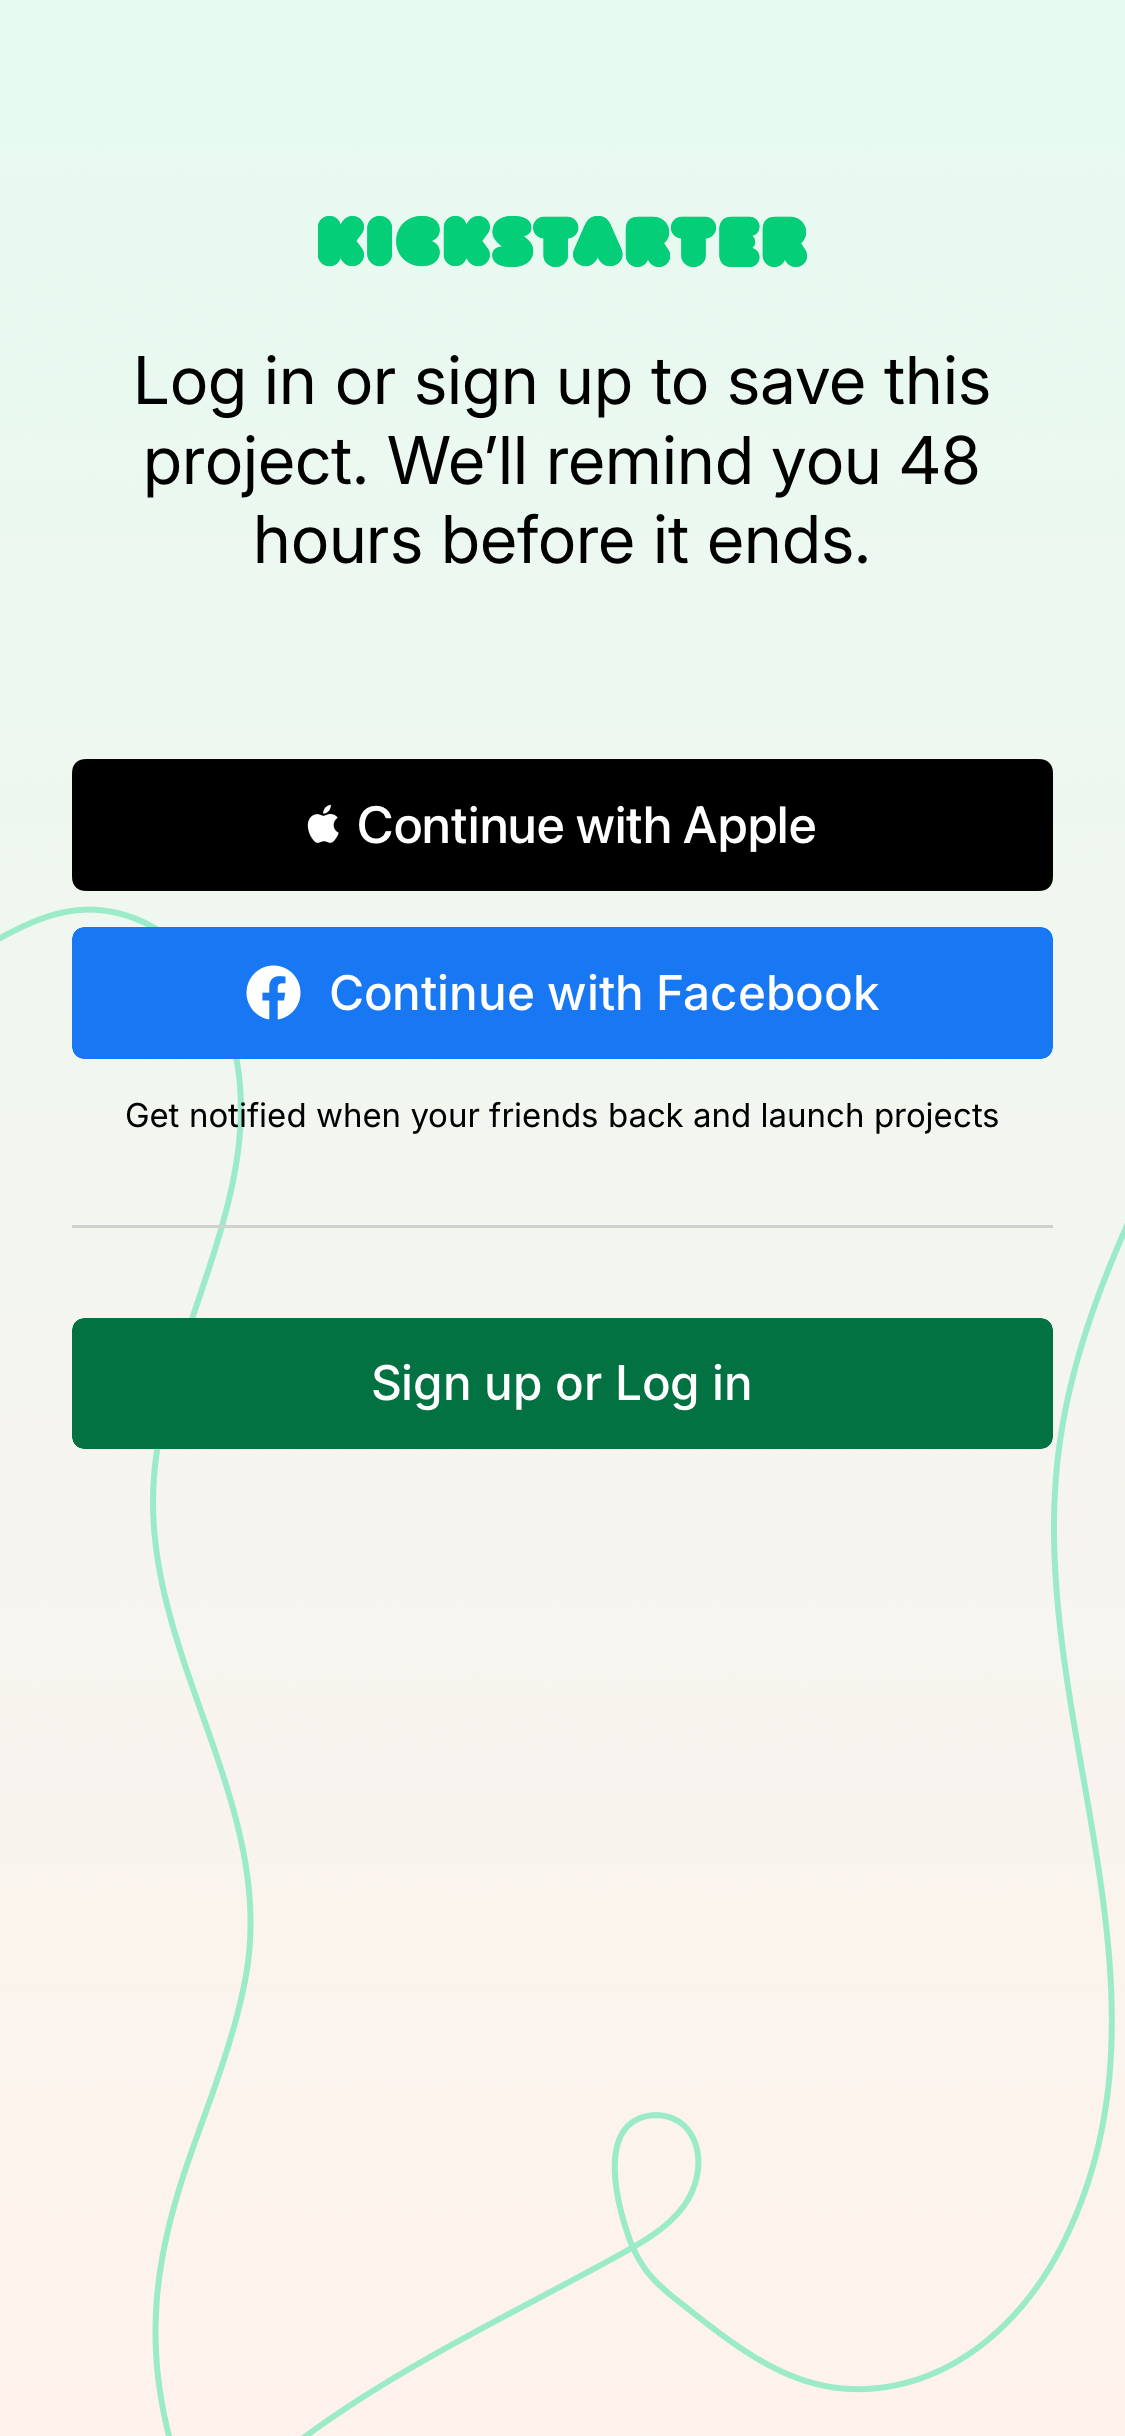 KICKSTARTER
Log in or sign up to save this
project. We’ll remind you 48
hours before it ends.
Continue with Apple
Continue with Facebook
Get notified when your friends back and launch projects
Sign up or Log in